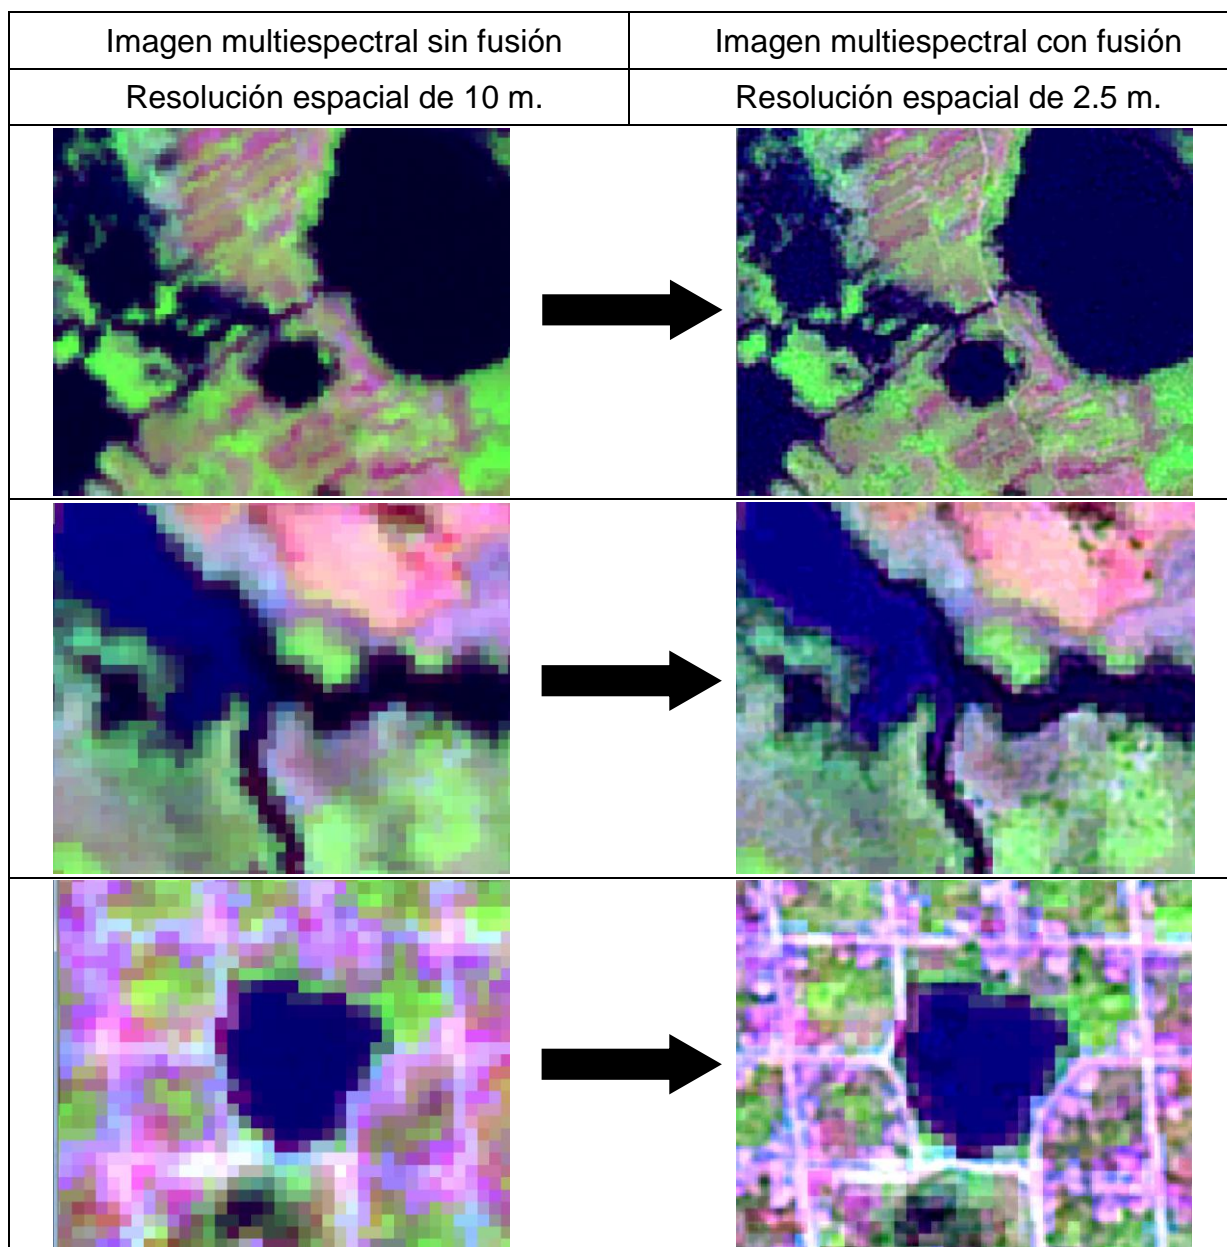 Imagen multiespectral sin fusión
Imagen multiespectral con fusión
Resolución espacial de 10 m.
Resolución espacial de 2.5 m.